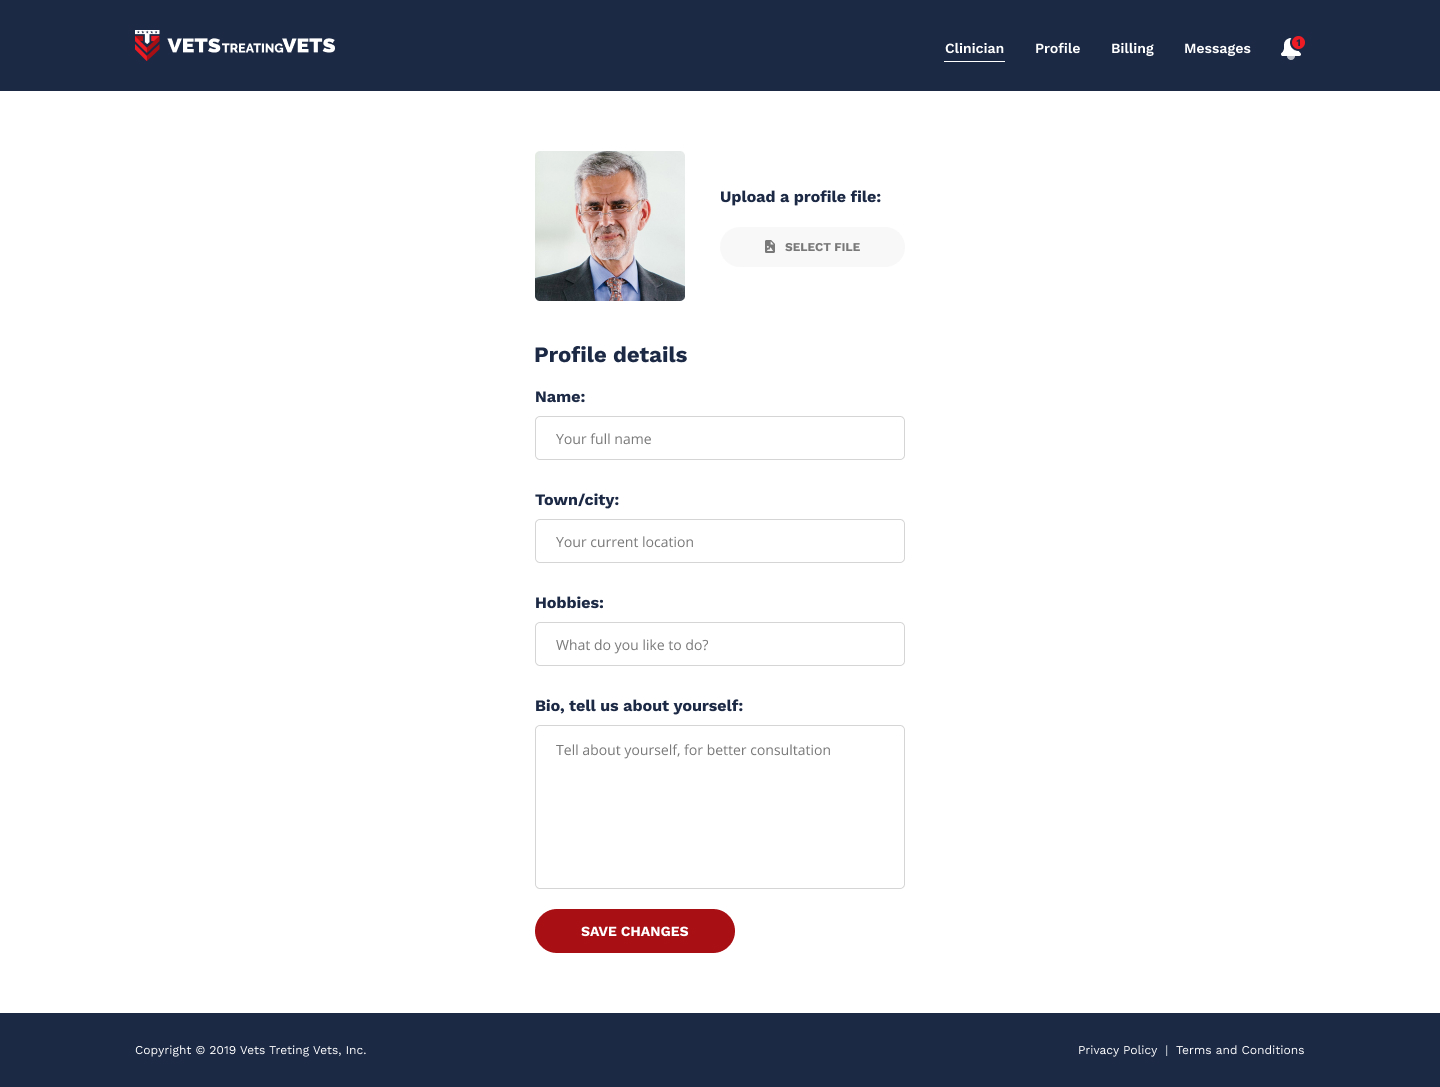 VETSTREATINGVETS
Clinician Profile Billing Messages 1
Upload a profile file:
SELECT FILE
Profile details
Name:
Your full name
Town/city:
Your current location
Hobbies:
What do you like to do?
Bio, tell us about yourself:
Tell about yourself, for better consultation
SAVE CHANGES
Copyright © 2019 Vets Treting Vets, Inc.
Privacy Policy | Terms and Conditions